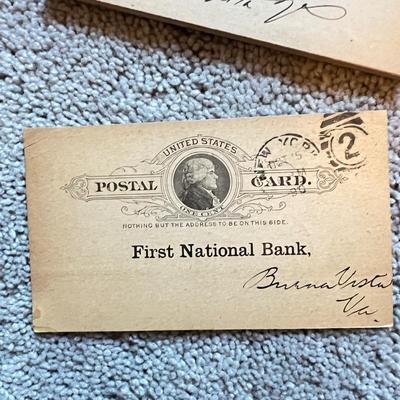 UNITED STATES
POSTAL CARD.
ONE CENT
NOTHING BUT THE ADDRESS TO BE ON THIS SIDE.
NEW YORK
2
First National Bank,
Buena Vista
Va.